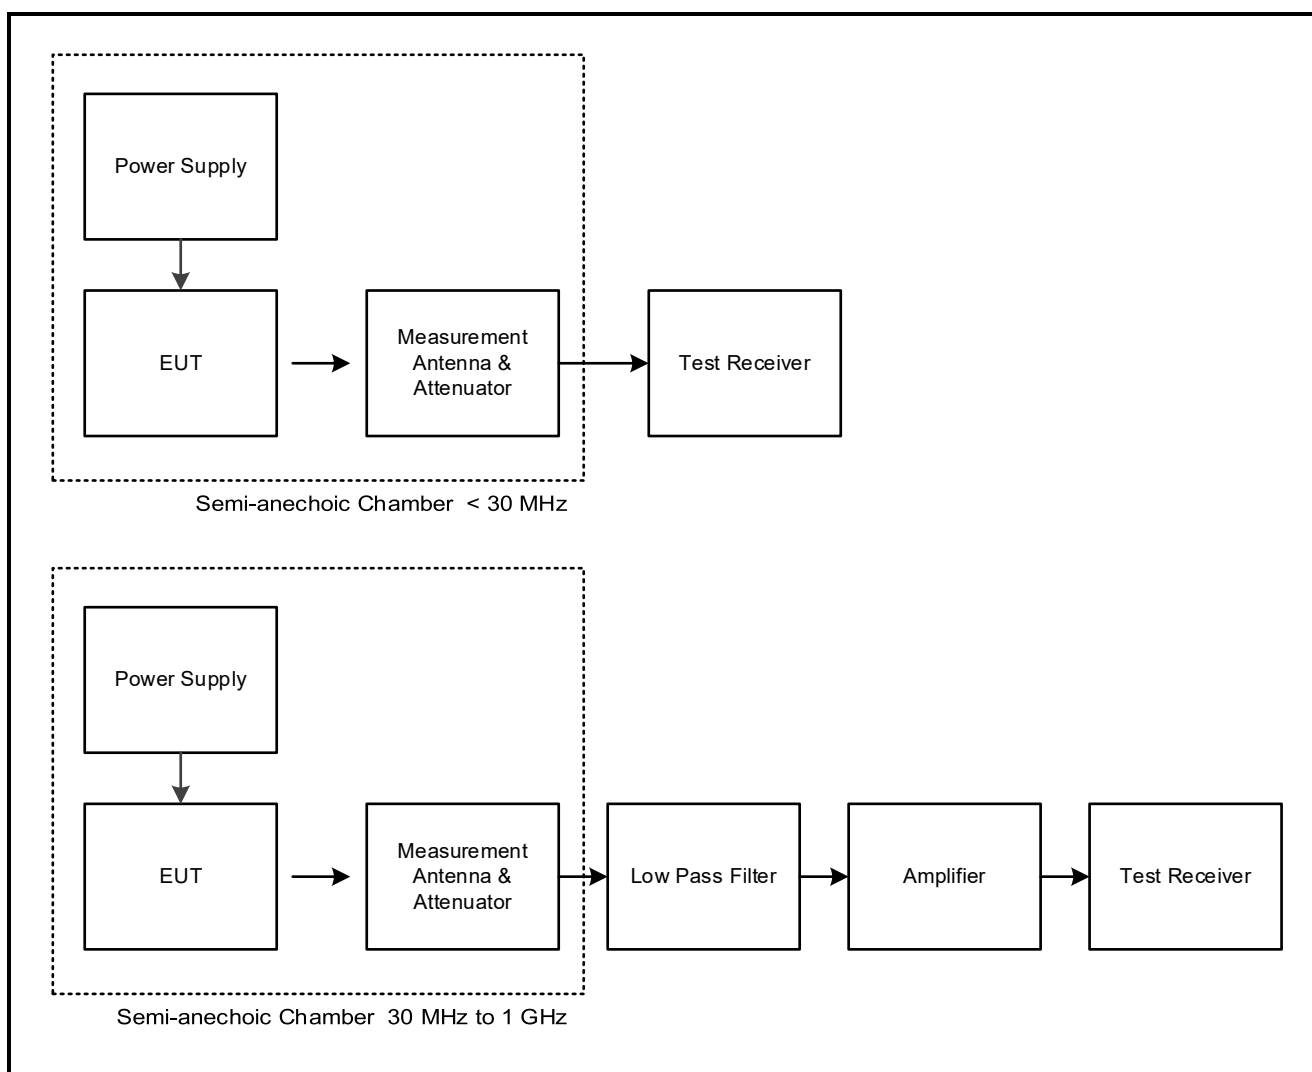 Power Supply
EUT
Measurement
Antenna &
Attenuator
Test Receiver
Semi-anechoic Chamber < 30 MHz
Power Supply
EUT
Measurement
Antenna &
Attenuator
Low Pass Filter
Amplifier
Test Receiver
Semi-anechoic Chamber 30 MHz to 1 GHz